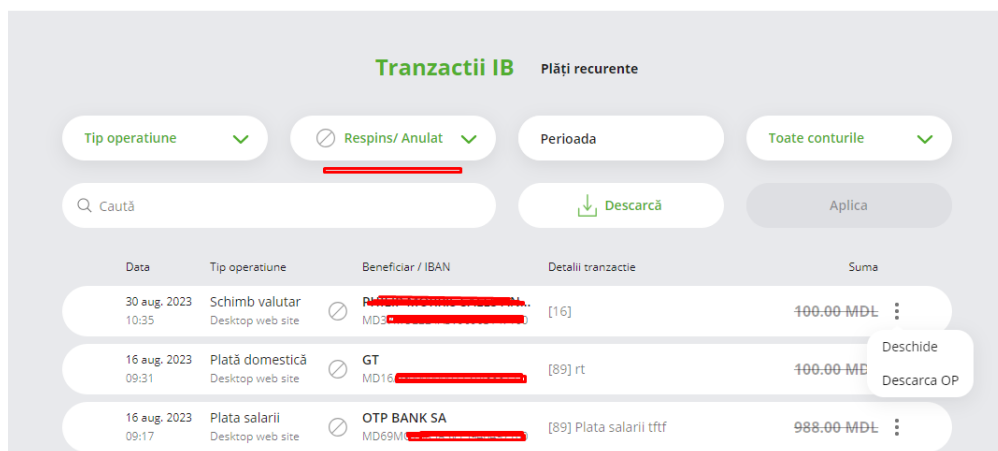 Tranzactii IB Plăți recurente
Tip operatiune Respins/ Anulat Perioada Toate conturile
Caută Descarcă Aplica
Data Tip operatiune Beneficiar / IBAN Detalii tranzactie Suma
30 aug. 2023 Schimb valutar [16] 100.00 MDL
10:35 Desktop web site
Deschide
Descarca OP
16 aug. 2023 Plată domestică GT [89] rt 100.00 MD
09:31 Desktop web site MD16
16 aug. 2023 Plata salarii OTP BANK SA [89] Plata salarii tftf 988.00 MDL
09:17 Desktop web site